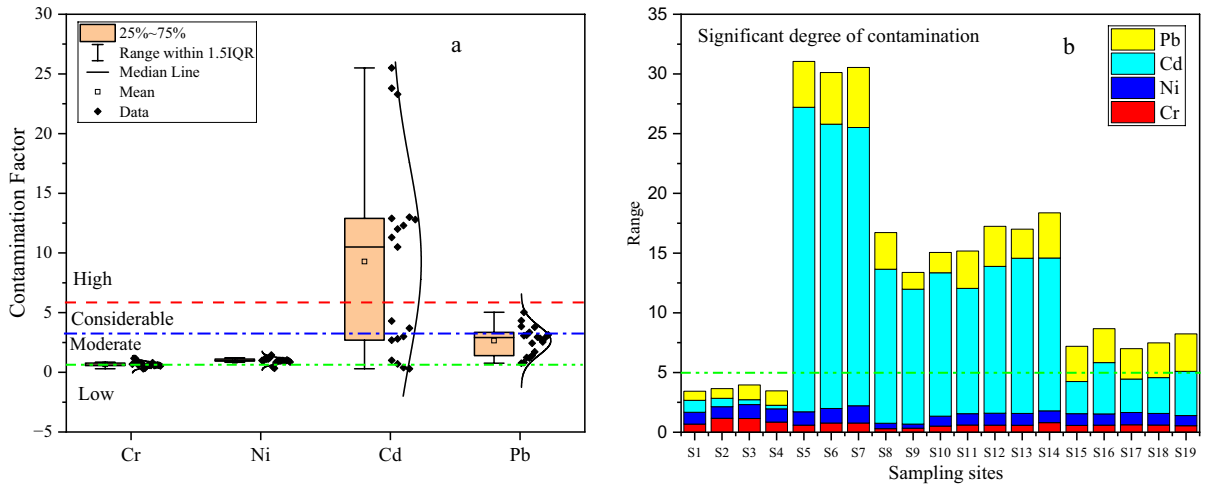 a
25%~75%
Range within 1.5IQR
Median Line
Mean
Data
Contamination Factor
30
25
20
15
10
5
0
−5
High
Considerable
Moderate
Low
Cr Ni Cd Pb
b
Significant degree of contamination
Pb
Cd
Ni
Cr
Range
35
30
25
20
15
10
5
0
S1 S2 S3 S4 S5 S6 S7 S8 S9 S10 S11 S12 S13 S14 S15 S16 S17 S18 S19
Sampling sites